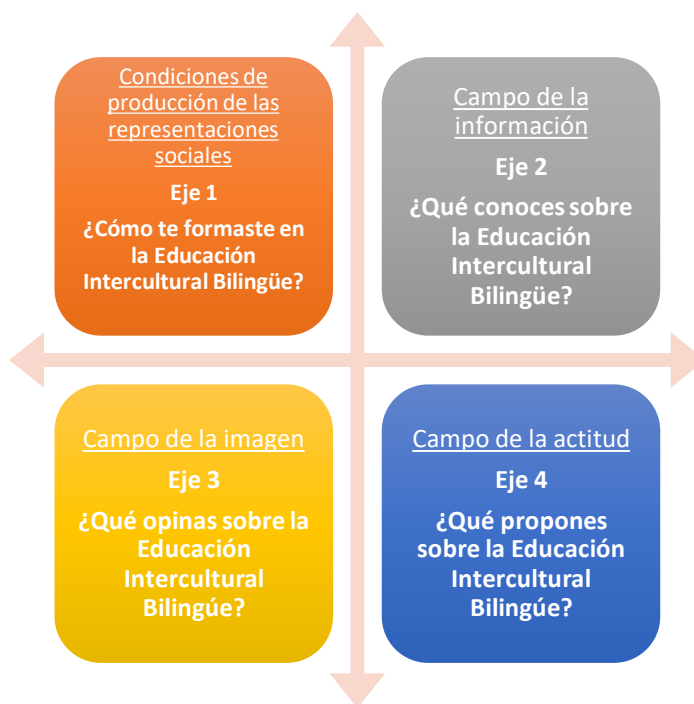 Condiciones de
producción de las
representaciones
sociales
Eje 1
¿Cómo te formaste en
la Educación
Intercultural Bilingüe?
Campo de la
información
Eje 2
¿Qué conoces sobre
la Educación
Intercultural
Bilingüe?
Campo de la imagen
Eje 3
¿Qué opinas sobre la
Educación
Intercultural
Bilingúe?
Campo de la actitud
Eje 4
¿Qué propones
sobre la Educación
Intercultural
Bilingúe?